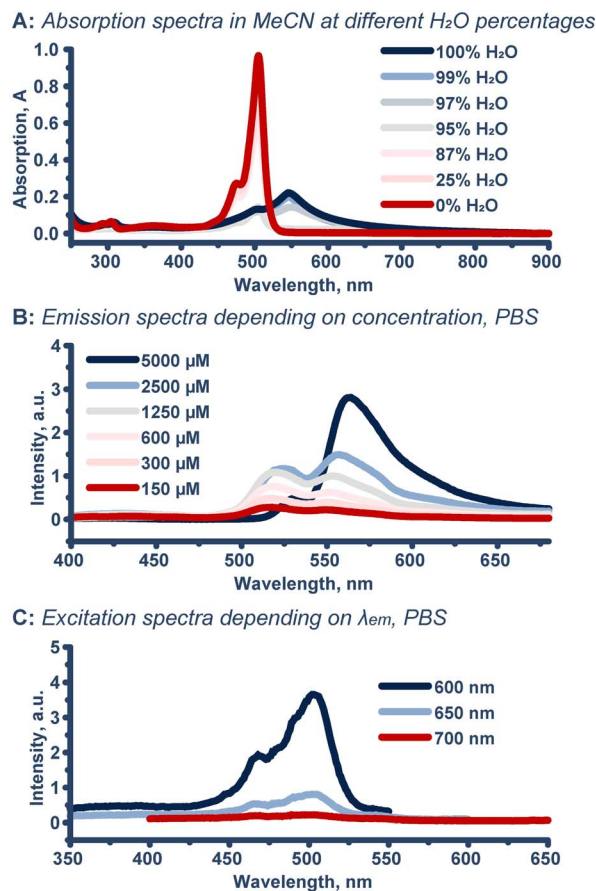 A: Absorption spectra in MeCN at different H₂O percentages
Absorption, A
1.0
0.8
0.6
0.4
0.2
0.0
100% H₂O
99% H₂O
97% H₂O
95% H₂O
87% H₂O
25% H₂O
0% H₂O
300 400 500 600 700 800 900
Wavelength, nm
B: Emission spectra depending on concentration, PBS
Intensity, a.u.
4
3
2
1
0
5000 µM
2500 µM
1250 µM
600 µM
300 µM
150 µM
400 450 500 550 600 650
Wavelength, nm
C: Excitation spectra depending on λem, PBS
Intensity, a.u.
5
4
3
2
1
0
600 nm
650 nm
700 nm
350 400 450 500 550 600 650
Wavelength, nm